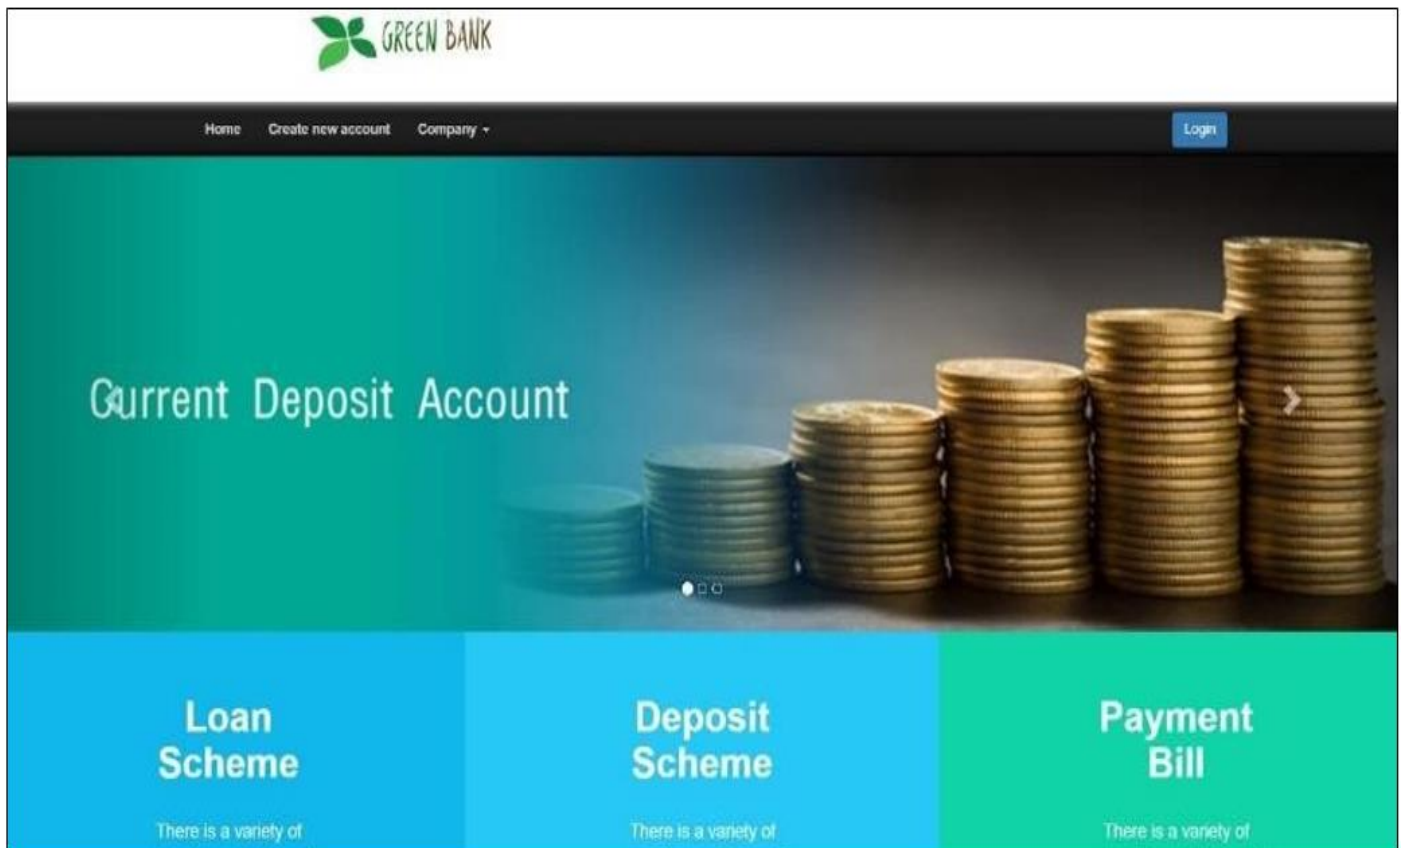 GREEN BANK
Home Create new account Company Login
Current Deposit Account
Loan
Scheme
Deposit
Scheme
Payment
Bill
There is a variety of
There is a variety of
There is a variety of